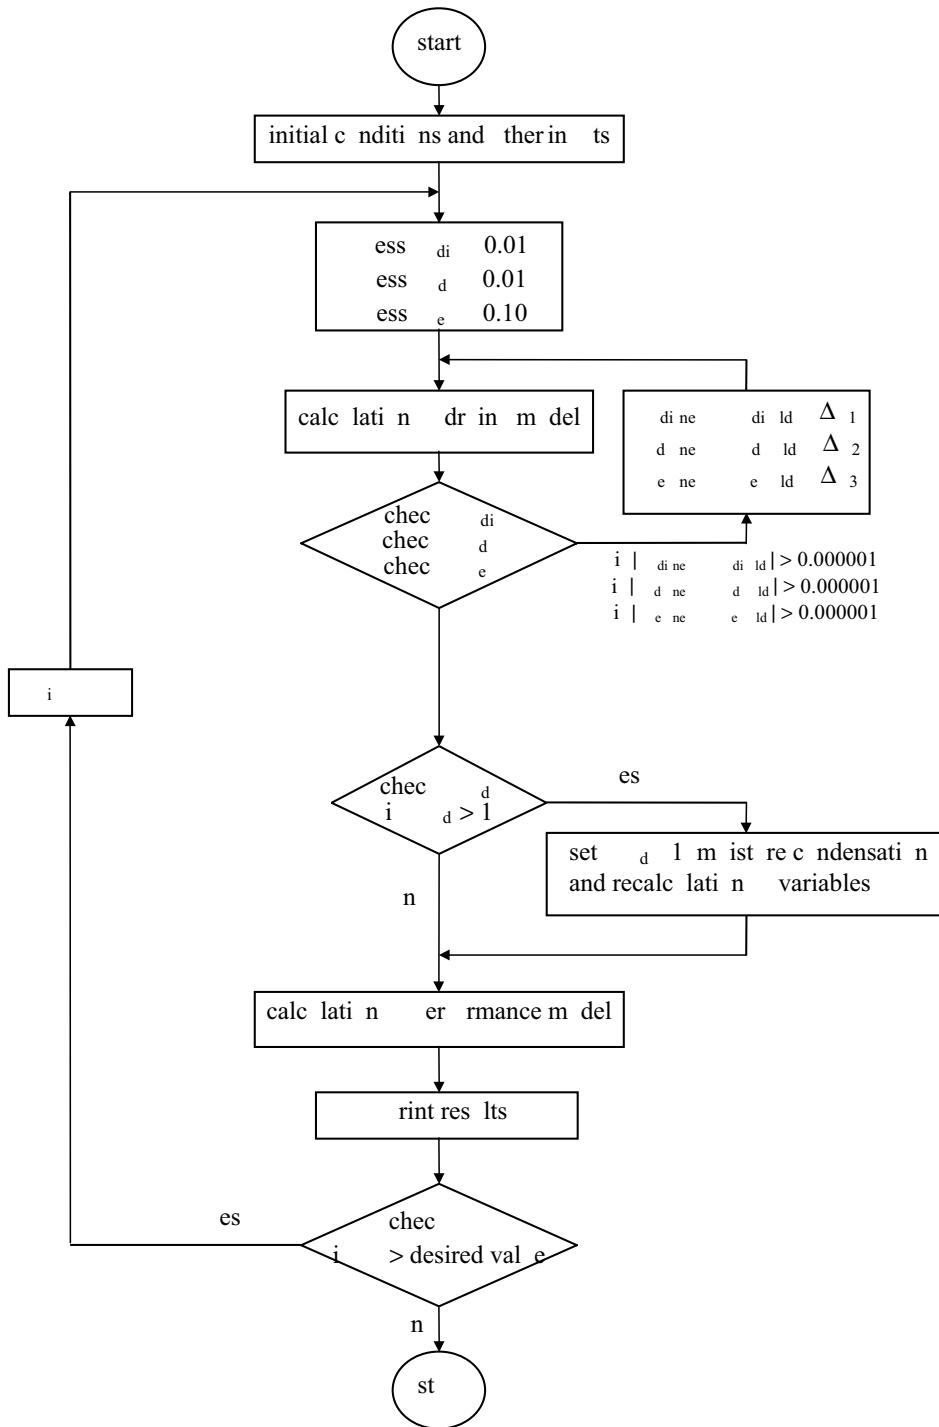 start
initial c nditi ns and ther in ts
ess di 0.01
ess d 0.01
ess e 0.10
calc lati n dr in m del
di ne di ld Δ 1
d ne d ld Δ 2
e ne e ld Δ 3
chec di
chec d
chec e
i | di ne di ld | > 0.000001
i | d ne d ld | > 0.000001
i | e ne e ld | > 0.000001
i
chec d
i d > 1
es
set d 1 m ist re c ndensati n
and recalc lati n variables
n
calc lati n er rmance m del
rint res lts
es
chec
i > desired val e
n
st